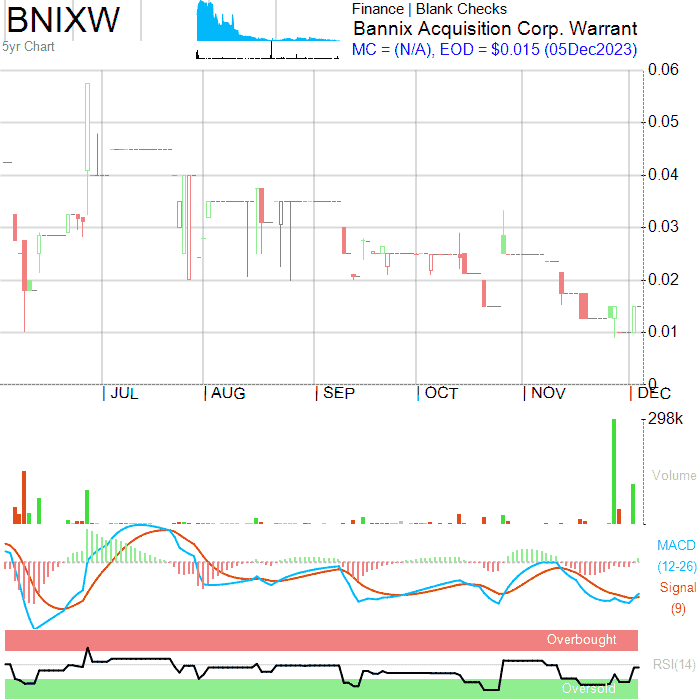 BNIXW
5yr Chart
Finance | Blank Checks
Bannix Acquisition Corp. Warrant
MC = (N/A), EOD = $0.015 (05Dec2023)
0.06
0.05
0.04
0.03
0.02
0.01
0
JUL AUG SEP OCT NOV DEC
298K
Volume
MACD
(12-26)
Signal
(9)
Overbought
RSI(14)
Oversold